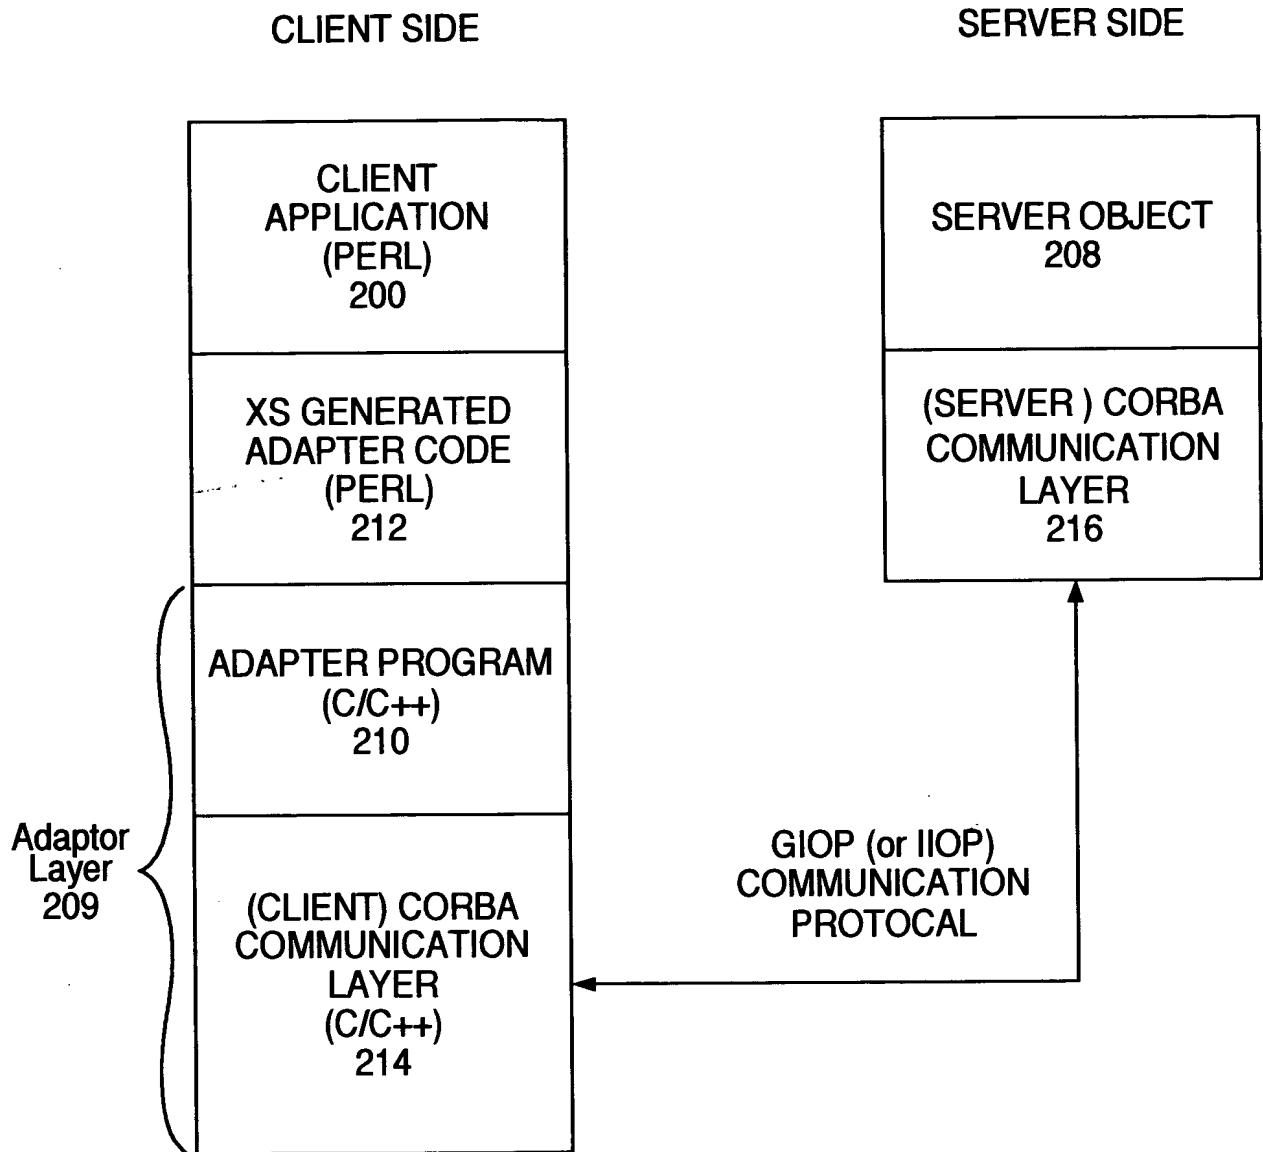 CLIENT SIDE
SERVER SIDE
CLIENT
APPLICATION
(PERL)
200
XS GENERATED
ADAPTER CODE
(PERL)
212
ADAPTER PROGRAM
(C/C++)
210
(CLIENT) CORBA
COMMUNICATION
LAYER
(C/C++)
214
Adaptor
Layer
209
SERVER OBJECT
208
(SERVER ) CORBA
COMMUNICATION
LAYER
216
GIOP (or IIOP)
COMMUNICATION
PROTOCAL